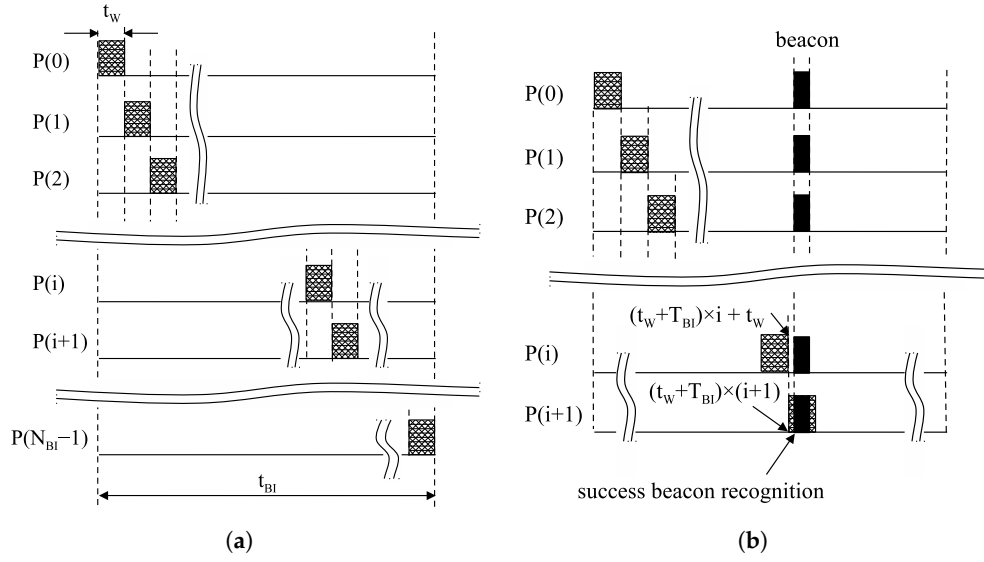 t_W
P(0)
P(1)
P(2)
P(i)
P(i+1)
P(N_BI−1)
t_BI
(a)
beacon
P(0)
P(1)
P(2)
(t_W+T_BI)×i + t_W
P(i)
(t_W+T_BI)×(i+1)
P(i+1)
success beacon recognition
(b)